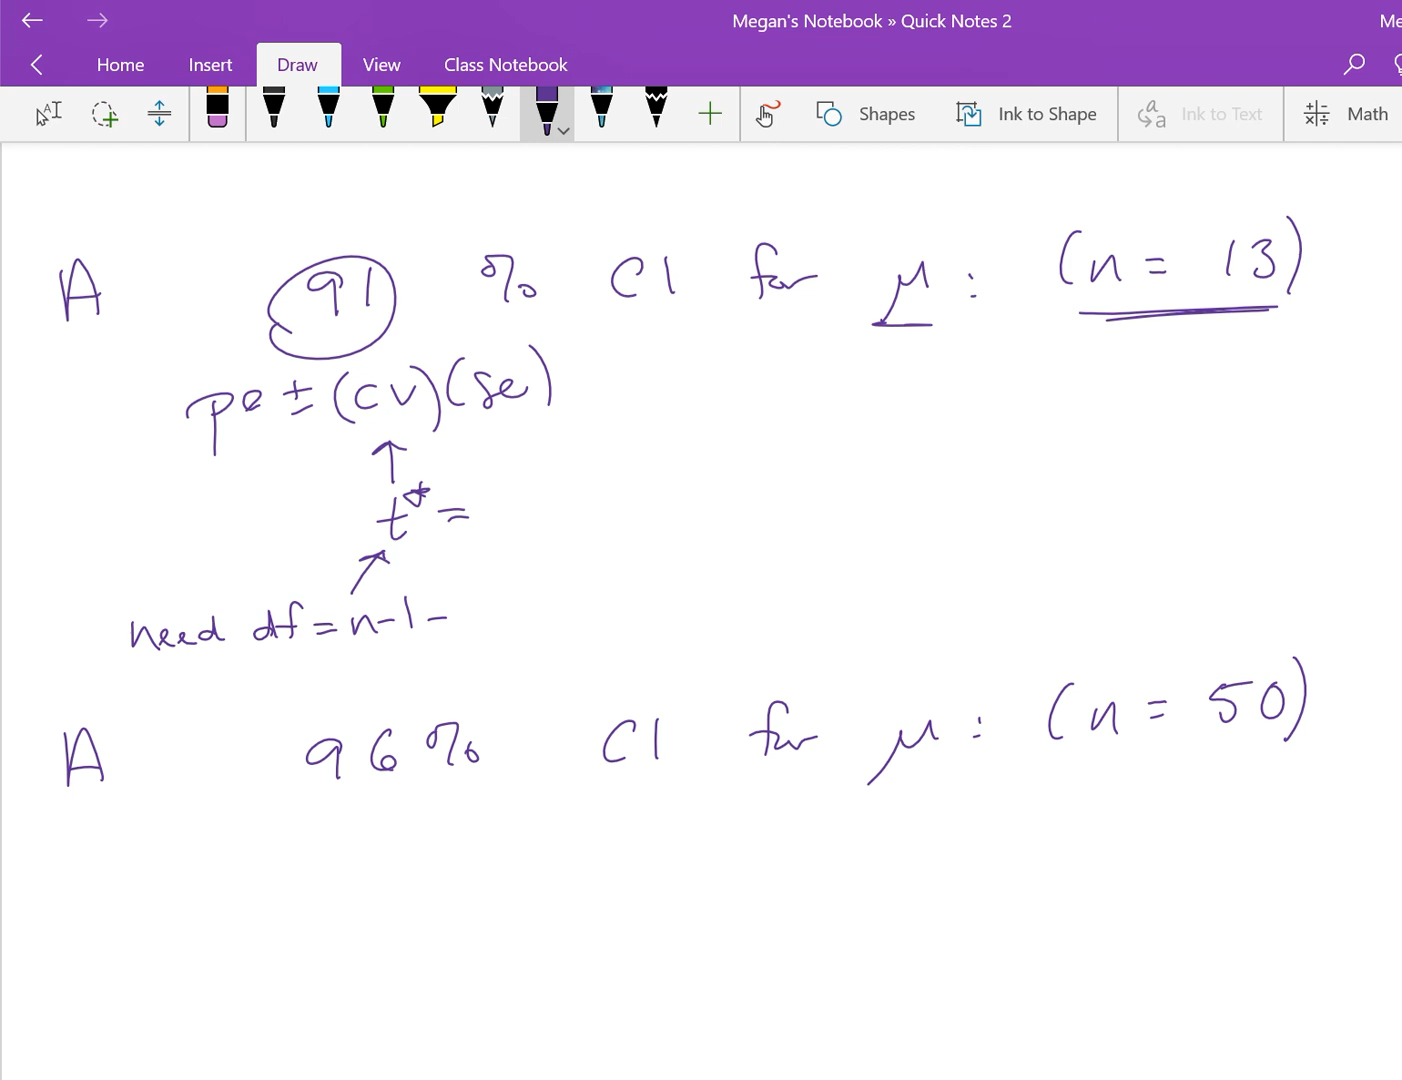 Megan's Notebook » Quick Notes 2
Me
Home Insert Draw View Class Notebook
Shapes Ink to Shape Ink to Text Math
A 91 % CI for μ: (n = 13)
pe ± (cv)(se)
↑
t* =
need df = n-1-
A 96% CI for μ: (n = 50)